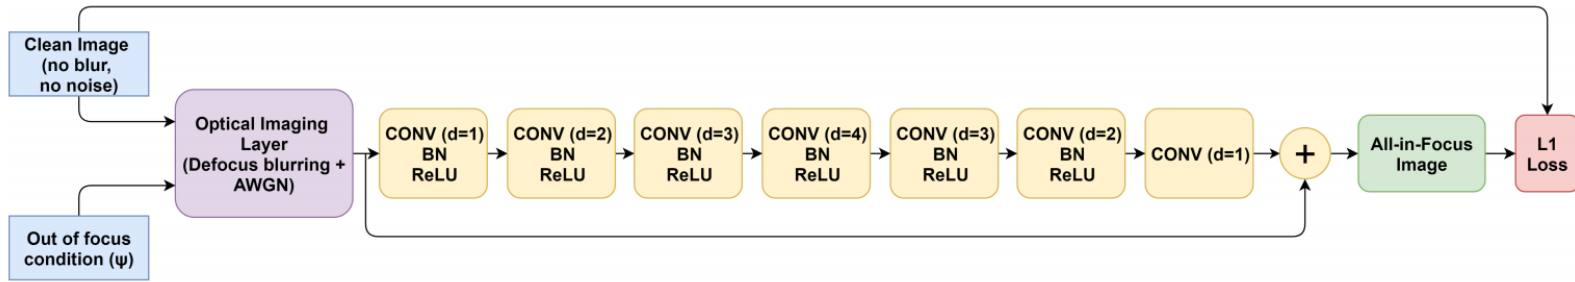 Clean Image
(no blur,
no noise)
Out of focus
condition (ψ)
Optical Imaging
Layer
(Defocus blurring +
AWGN)
CONV (d=1)
BN
ReLU
CONV (d=2)
BN
ReLU
CONV (d=3)
BN
ReLU
CONV (d=4)
BN
ReLU
CONV (d=3)
BN
ReLU
CONV (d=2)
BN
ReLU
CONV (d=1)
+
All-in-Focus
Image
L1
Loss